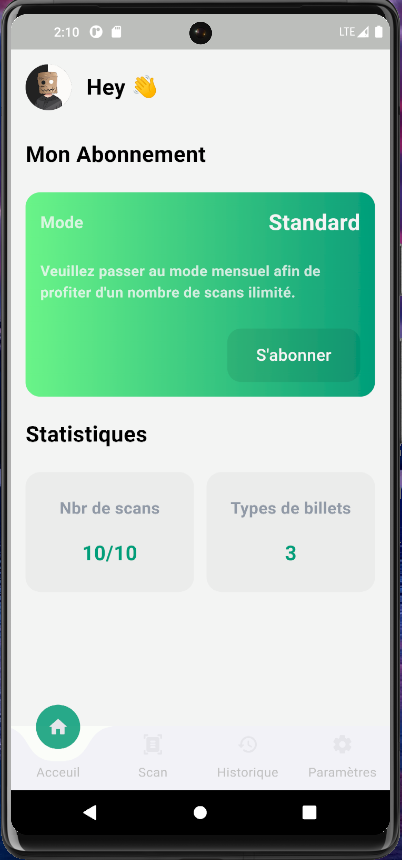 2:10
LTE
Hey 👋
Mon Abonnement
Mode
Standard
Veuillez passer au mode mensuel afin de
profiter d'un nombre de scans ilimité.
S'abonner
Statistiques
Nbr de scans
Types de billets
10/10
3
Acceuil
Scan
Historique
Paramètres